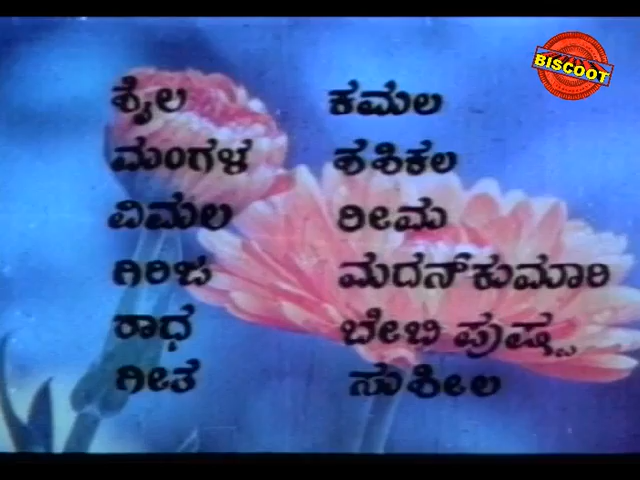 BISCOOT
ಶೈಲ ಕಮಲ
ಮಂಗಳ ಶಶಿಕಲ
ವಿಮಲ ರೀಮ
ಗಿರಿಜ ಮದನ್‌ಕುಮಾರಿ
ರಾಧ ಬೇಬಿ ಪುಷ್ಪ
ಗೀತ ಸುಶೀಲ